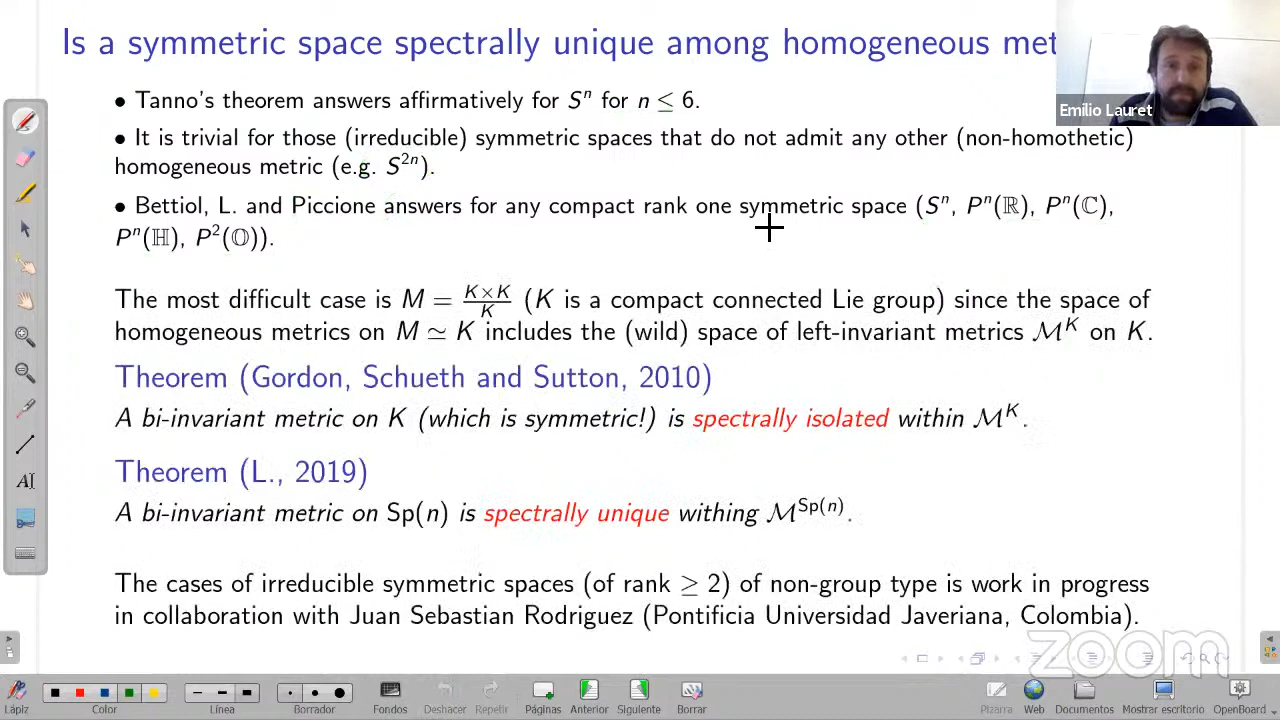 Is a symmetric space spectrally unique among homogeneous met
Emilio Lauret
• Tanno's theorem answers affirmatively for Sⁿ for n ≤ 6.
• It is trivial for those (irreducible) symmetric spaces that do not admit any other (non-homothetic)
homogeneous metric (e.g. S²ⁿ).
• Bettiol, L. and Piccione answers for any compact rank one symmetric space (Sⁿ, Pⁿ(ℝ), Pⁿ(ℂ),
Pⁿ(ℍ), P²(𝕆)).
The most difficult case is M = K×K/K (K is a compact connected Lie group) since the space of
homogeneous metrics on M ≃ K includes the (wild) space of left-invariant metrics ℳᴷ on K.
Theorem (Gordon, Schueth and Sutton, 2010)
A bi-invariant metric on K (which is symmetric!) is spectrally isolated within ℳᴷ.
Theorem (L., 2019)
A bi-invariant metric on Sp(n) is spectrally unique withing ℳ^Sp(n).
The cases of irreducible symmetric spaces (of rank ≥ 2) of non-group type is work in progress
in collaboration with Juan Sebastian Rodriguez (Pontificia Universidad Javeriana, Colombia).
zoom
Lápiz Color Línea Borrador Fondos Deshacer Repetir Páginas Anterior Siguiente Borrar Pizarra Web Documentos Mostrar escritorio OpenBoard